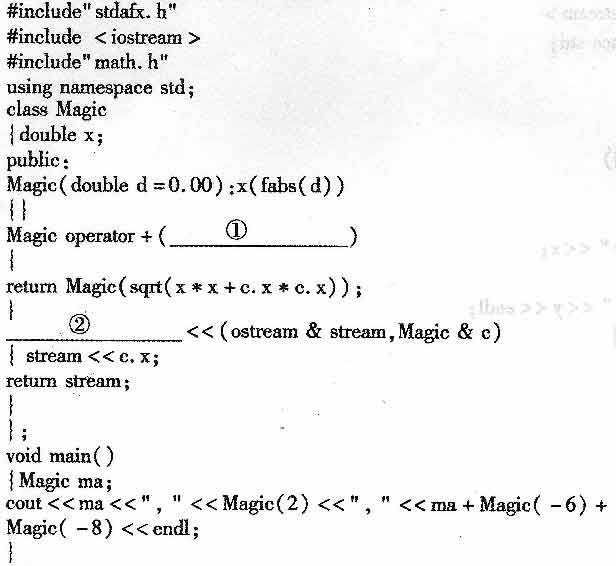 #include" stdafx. h"
#include < iostream >
#include" math. h"
using namespace std;
class Magic
{double x;
public:
Magic(double d =0.00) ;x(fabs(d))
{}
Magic operator + (______①______)
{
return Magic(sqrt(x * x + c. x * c. x));
}
______②______ << (ostream & stream,Magic & c)
{ stream << c. x;
return stream;
}
};
void main()
{Magic ma;
cout << ma << " , " << Magic(2) << " , " << ma + Magic( -6) +
Magic( -8) << endl;
}